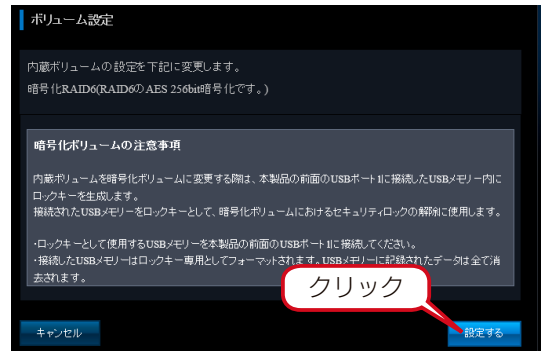 ボリューム設定
内蔵ボリュームの設定を下記に変更します。
暗号化RAID6(RAID6のAES 256bit暗号化です。)
暗号化ボリュームの注意事項
内蔵ボリュームを暗号化ボリュームに変更する際は、本製品の前面のUSBポート1に接続したUSBメモリー内に
ロックキーを生成します。
接続されたUSBメモリーをロックキーとして、暗号化ボリュームにおけるセキュリティロックの解除に使用します。
・ロックキーとして使用するUSBメモリーを本製品の前面のUSBポート1に接続してください。
・接続したUSBメモリーはロックキー専用としてフォーマットされます。USBメモリーに記録されたデータは全て消
去されます。
クリック
キャンセル
設定する